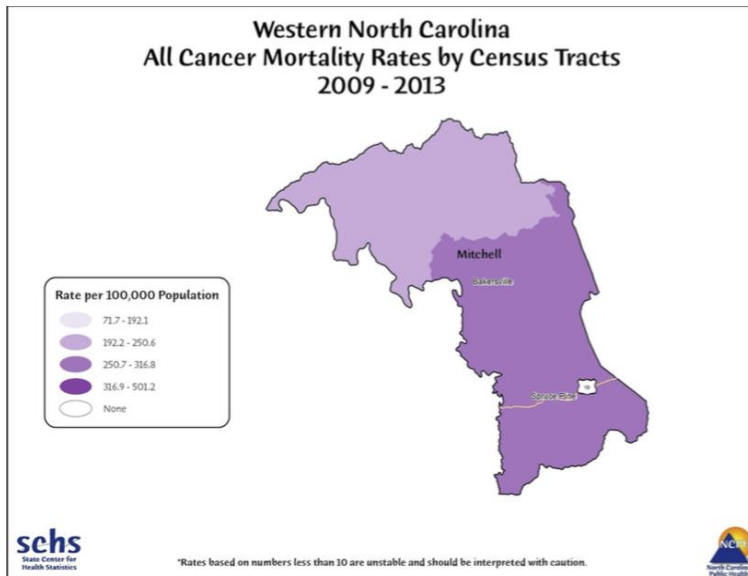 Western North Carolina
All Cancer Mortality Rates by Census Tracts
2009 - 2013
Mitchell
Bakersville
Spruce Pine
Rate per 100,000 Population
71.7 - 192.1
192.2 - 250.6
250.7 - 316.8
316.9 - 501.2
None
schs
State Center for
Health Statistics
*Rates based on numbers less than 10 are unstable and should be interpreted with caution.
North Carolina
Public Health